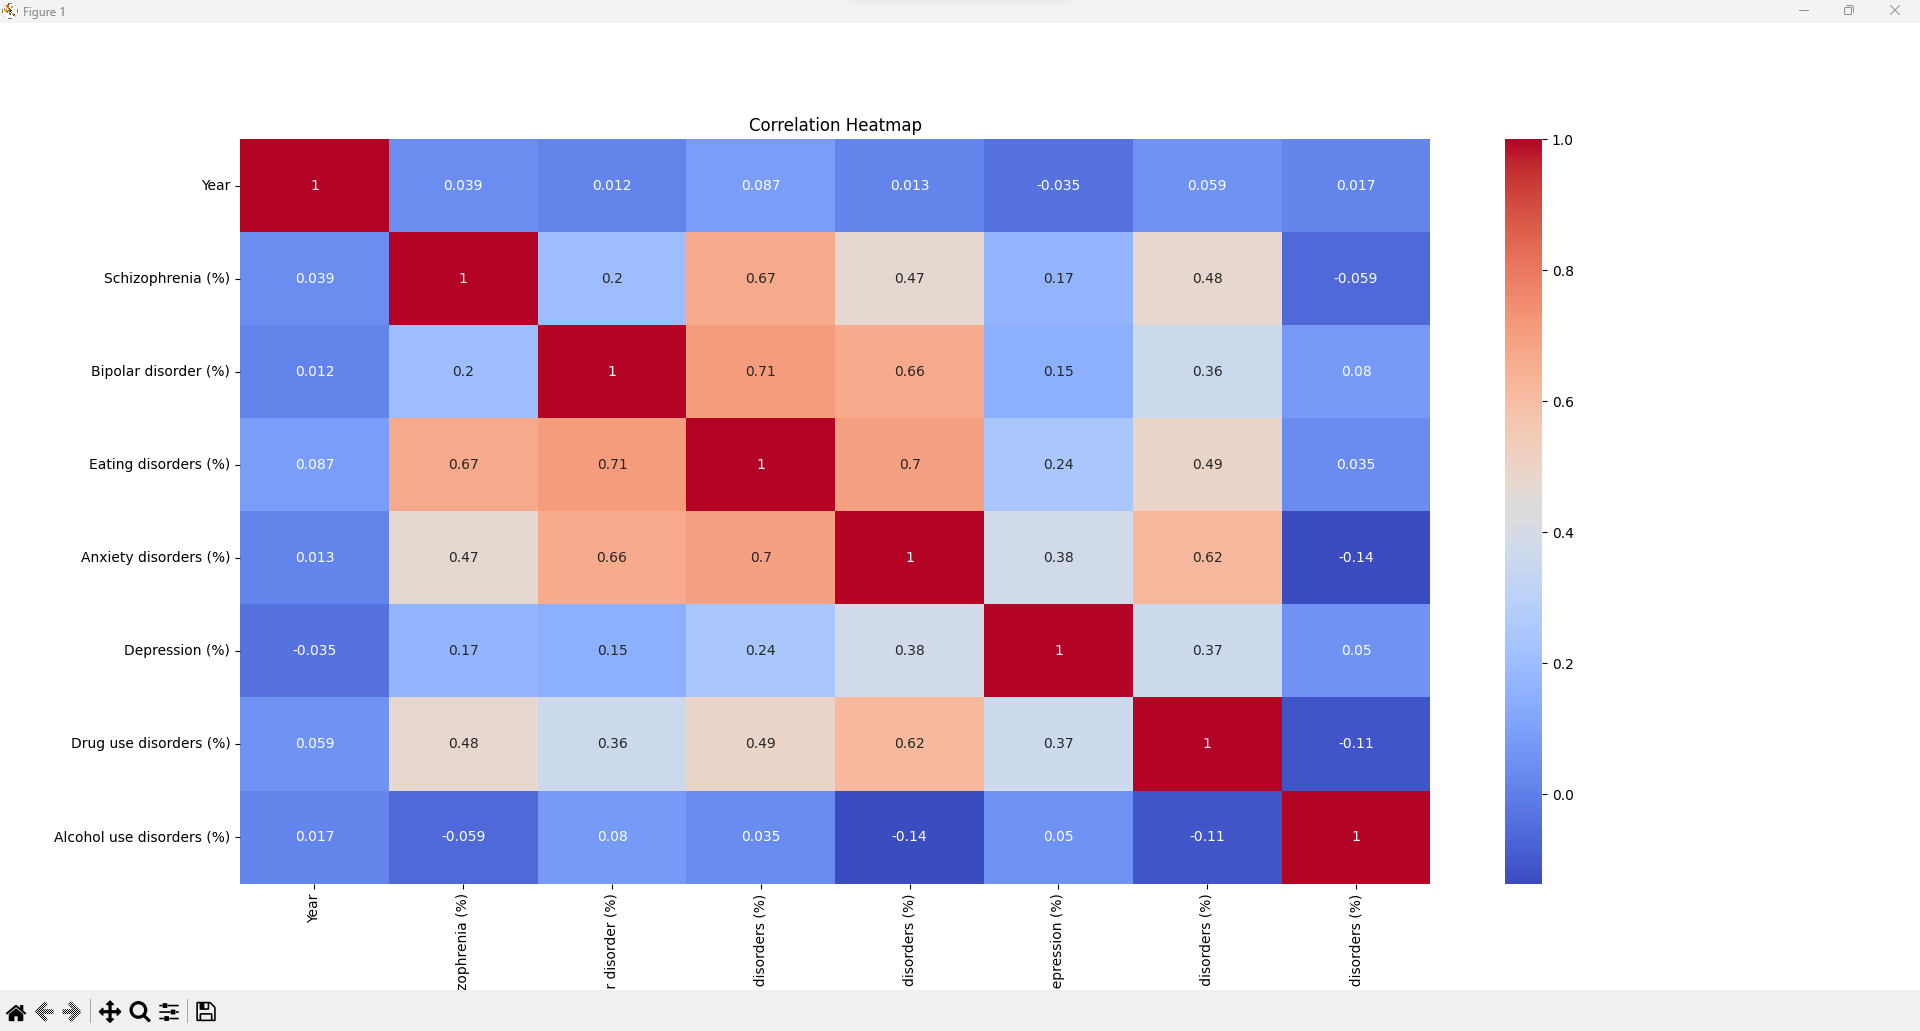 Figure 1
Correlation Heatmap
Year 1 0.039 0.012 0.087 0.013 -0.035 0.059 0.017
Schizophrenia (%) 0.039 1 0.2 0.67 0.47 0.17 0.48 -0.059
Bipolar disorder (%) 0.012 0.2 1 0.71 0.66 0.15 0.36 0.08
Eating disorders (%) 0.087 0.67 0.71 1 0.7 0.24 0.49 0.035
Anxiety disorders (%) 0.013 0.47 0.66 0.7 1 0.38 0.62 -0.14
Depression (%) -0.035 0.17 0.15 0.24 0.38 1 0.37 0.05
Drug use disorders (%) 0.059 0.48 0.36 0.49 0.62 0.37 1 -0.11
Alcohol use disorders (%) 0.017 -0.059 0.08 0.035 -0.14 0.05 -0.11 1
Year
zophrenia (%)
r disorder (%)
disorders (%)
disorders (%)
epression (%)
disorders (%)
disorders (%)
1.0
0.8
0.6
0.4
0.2
0.0